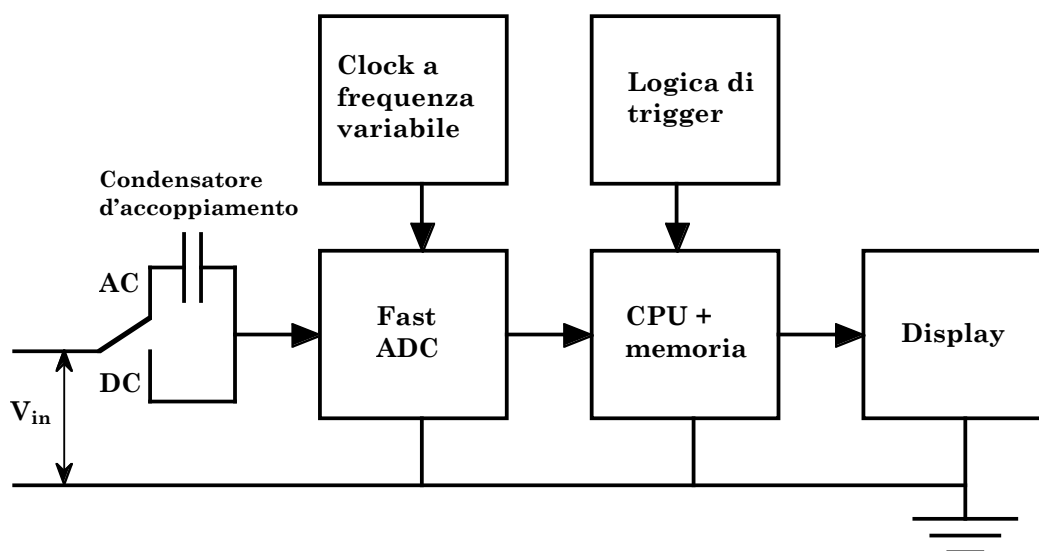 Clock a
frequenza
variabile
Logica di
trigger
Condensatore
d'accoppiamento
AC
DC
V_in
Fast
ADC
CPU +
memoria
Display